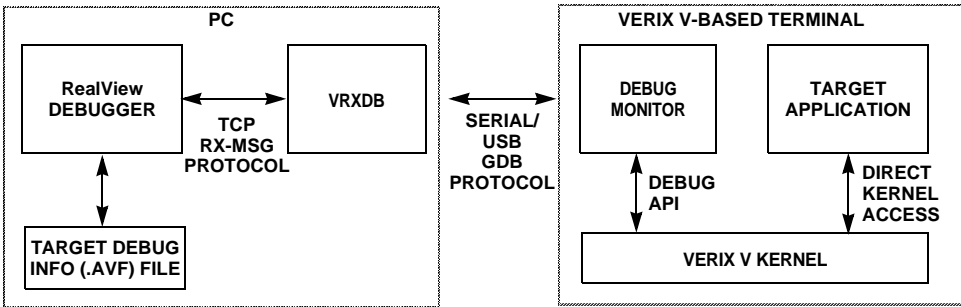 PC
RealView
DEBUGGER
TCP
RX-MSG
PROTOCOL
VRXDB
TARGET DEBUG
INFO (.AVF) FILE
SERIAL/
USB
GDB
PROTOCOL
VERIX V-BASED TERMINAL
DEBUG
MONITOR
TARGET
APPLICATION
DEBUG
API
DIRECT
KERNEL
ACCESS
VERIX V KERNEL